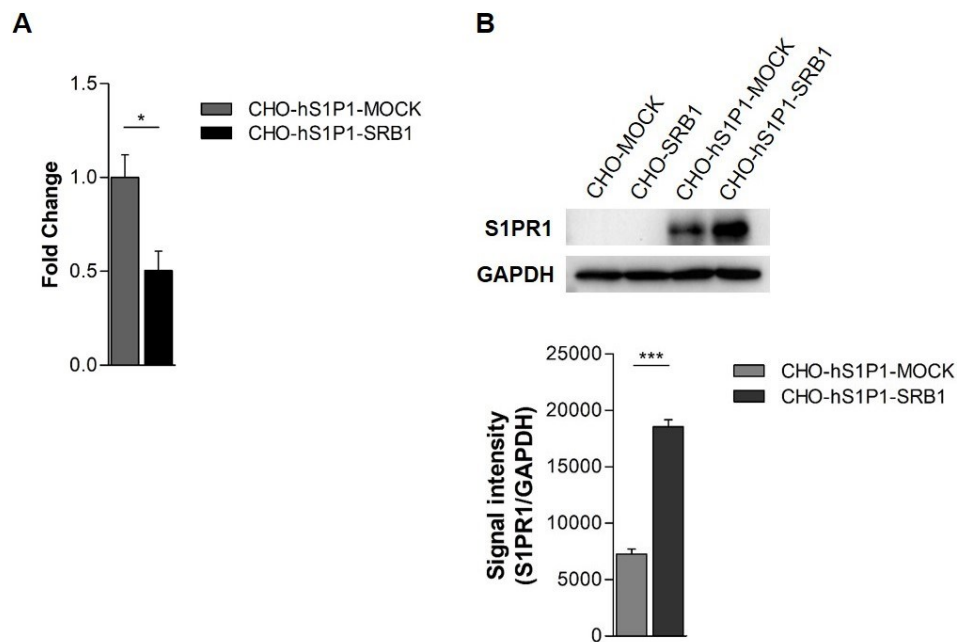 A
1.5
1.0
0.5
0.0
Fold Change
*
CHO-hS1P1-MOCK
CHO-hS1P1-SRB1
B
CHO-MOCK
CHO-SRB1
CHO-hS1P1-MOCK
CHO-hS1P1-SRB1
S1PR1
GAPDH
25000
20000
15000
10000
5000
0
Signal intensity
(S1PR1/GAPDH)
***
CHO-hS1P1-MOCK
CHO-hS1P1-SRB1